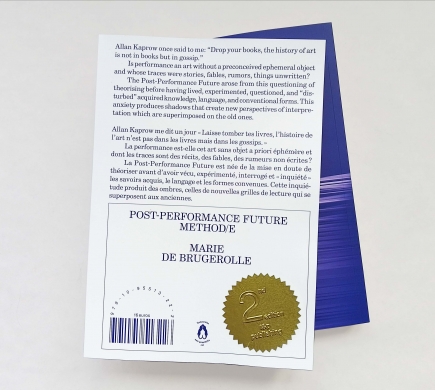 Allan Kaprow once said to me: "Drop your books, the history of art
is not in books but in gossip."
Is performance an art without a preconceived ephemeral object
and whose traces were stories, fables, rumors, things unwritten?
The Post-Performance Future arose from this questioning of
theorising before having lived, experimented, questioned, and "dis-
turbed" acquired knowledge, language, and conventional forms. This
anxiety produces shadows that create new perspectives of interpre-
tation which are superimposed on the old ones.
Allan Kaprow me dit un jour « Laisse tomber tes livres, l'histoire de
l'art n'est pas dans les livres mais dans les gossips. »
La performance est-elle cet art sans objet a priori éphémère et
dont les traces sont des récits, des fables, des rumeurs non écrites ?
La Post-Performance Future est née de la mise en doute de
théoriser avant d'avoir vécu, expérimenté, interrogé et « inquiété »
les savoirs acquis, le langage et les formes convenues. Cette inquié-
tude produit des ombres, celles de nouvelles grilles de lecture qui se
superposent aux anciennes.
POST-PERFORMANCE FUTURE
METHOD/E
MARIE
DE BRUGEROLLE
2nd
edition